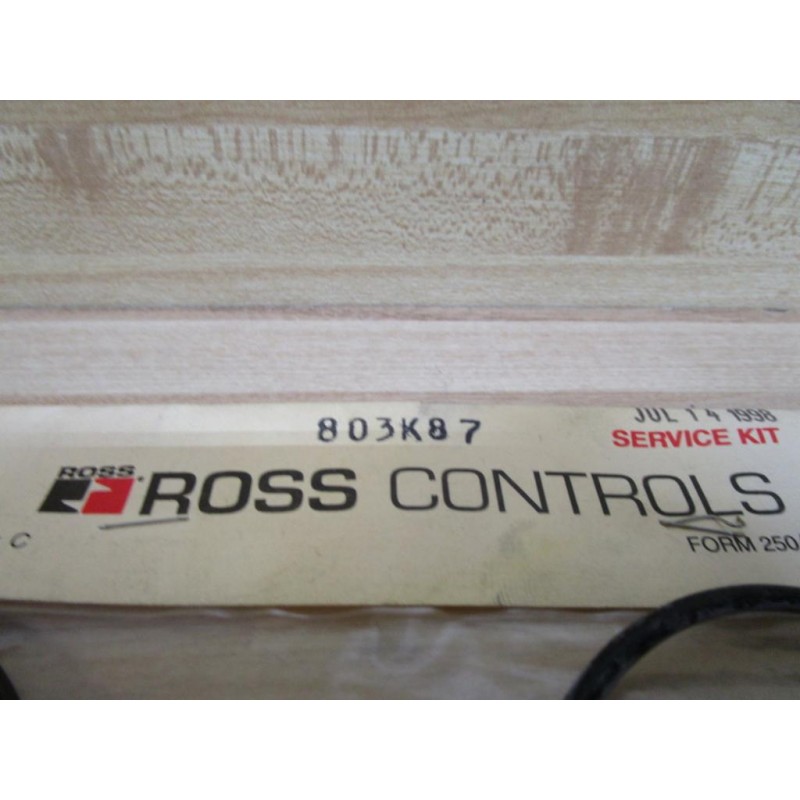 803K87
JUL 14 1998
SERVICE KIT
ROSS
ROSS CONTROLS
C
FORM 250